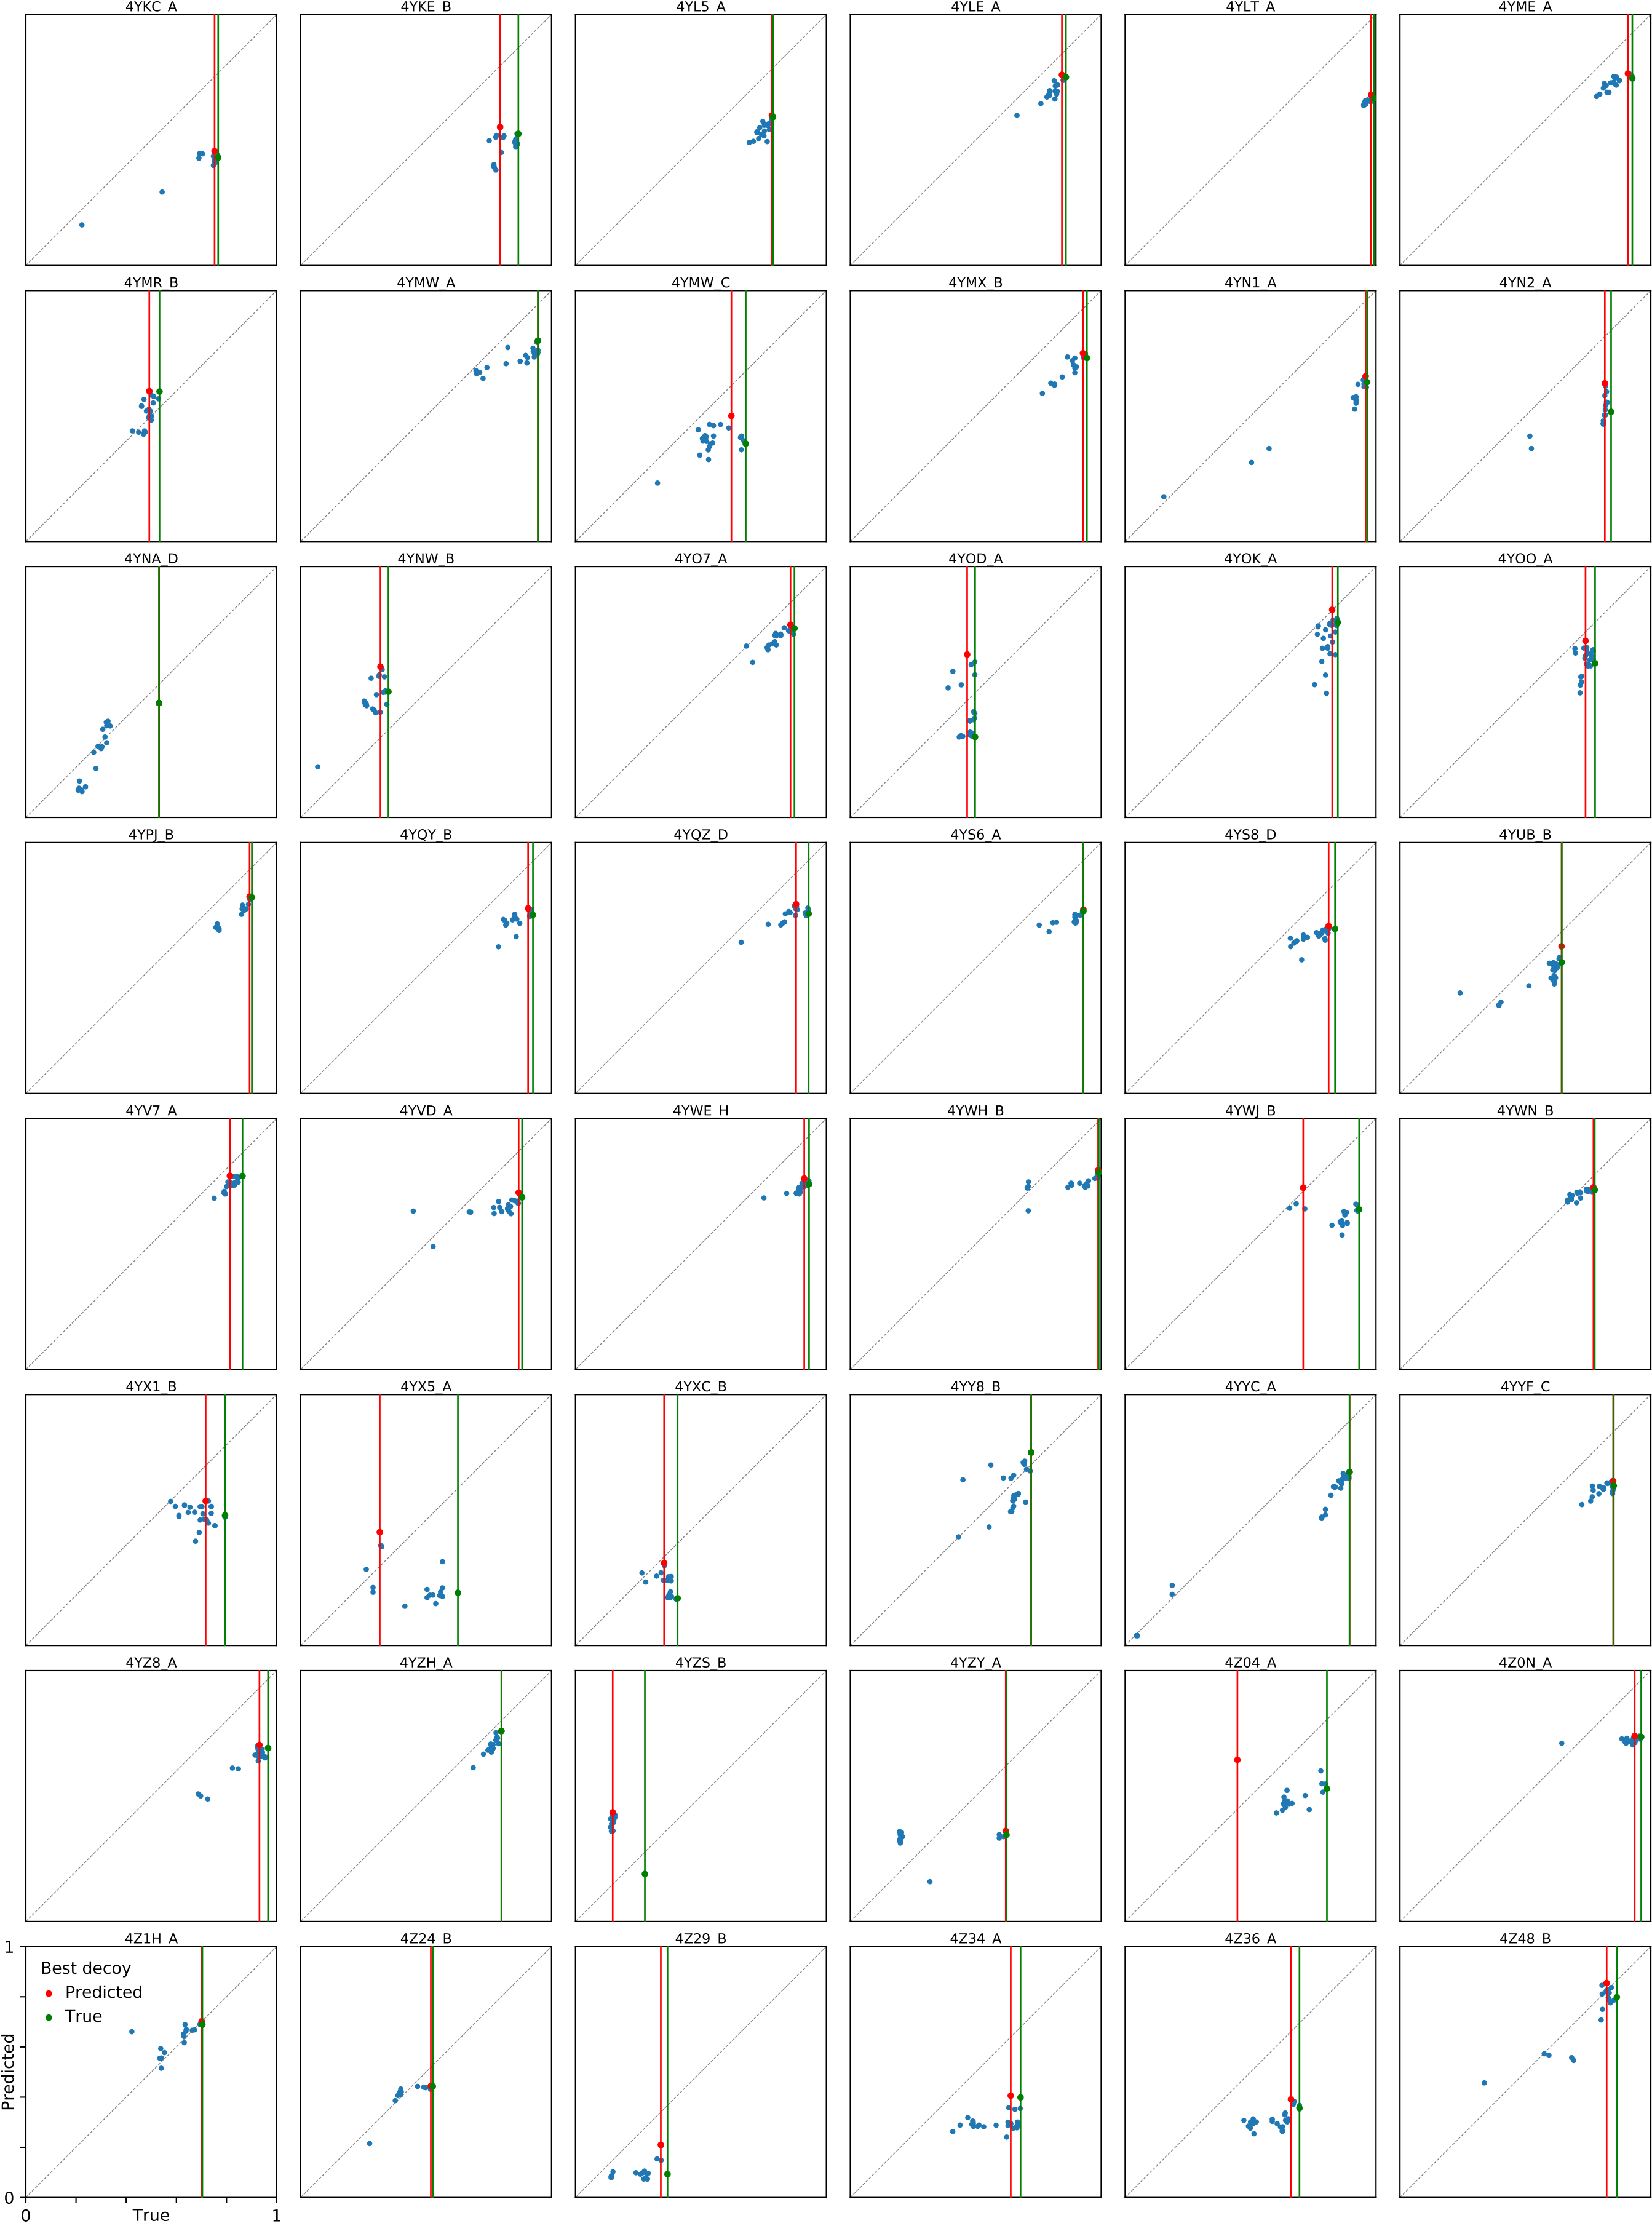 4YKC_A 4YKE_B 4YL5_A 4YLE_A 4YLT_A 4YME_A
4YMR_B 4YMW_A 4YMW_C 4YMX_B 4YN1_A 4YN2_A
4YNA_D 4YNW_B 4YO7_A 4YOD_A 4YOK_A 4YOO_A
4YPJ_B 4YQY_B 4YQZ_D 4YS6_A 4YS8_D 4YUB_B
4YV7_A 4YVD_A 4YWE_H 4YWH_B 4YWJ_B 4YWN_B
4YX1_B 4YX5_A 4YXC_B 4YY8_B 4YYC_A 4YYF_C
4YZ8_A 4YZH_A 4YZS_B 4YZY_A 4Z04_A 4Z0N_A
4Z1H_A 4Z24_B 4Z29_B 4Z34_A 4Z36_A 4Z48_B
1
Best decoy
Predicted
True
Predicted
0
0 True 1